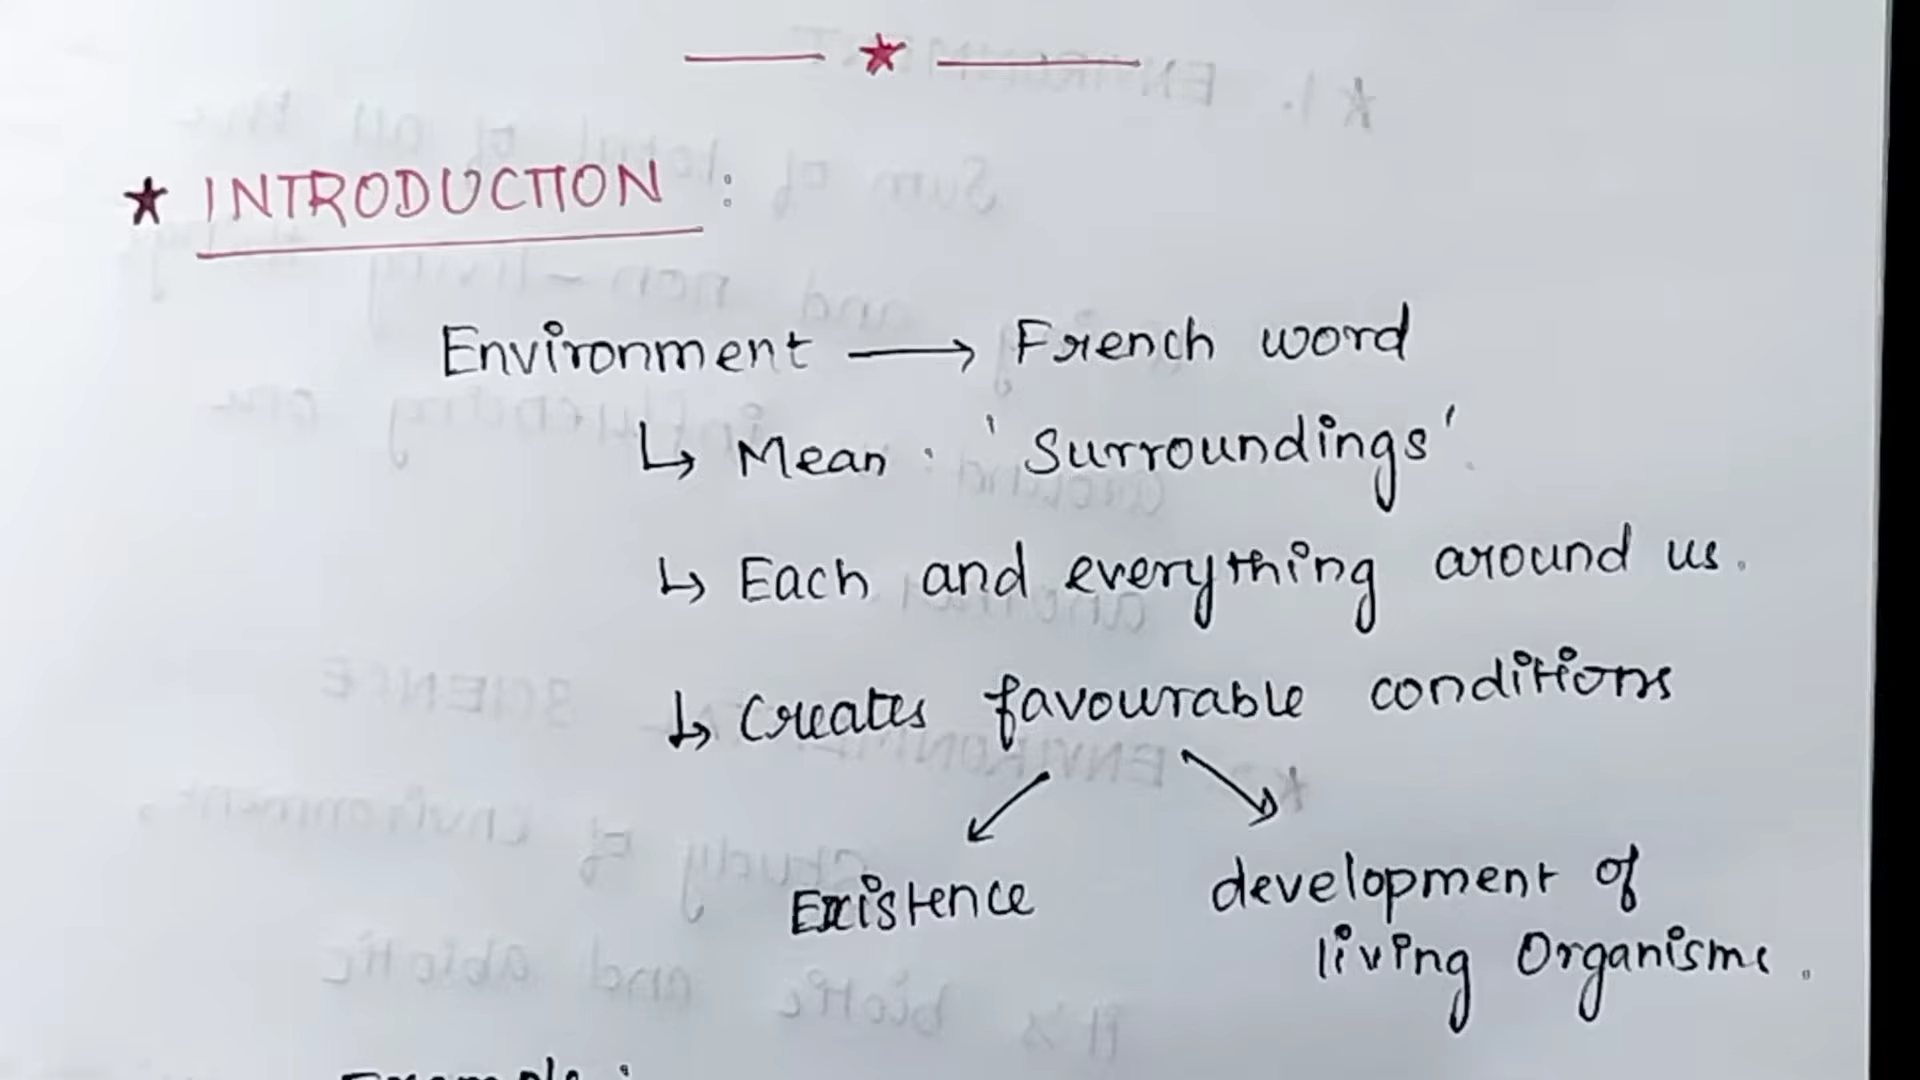 ★ INTRODUCTION :
Environment → French word
↳ Mean : 'Surroundings'.
↳ Each and everything around us.
↳ Creates favourable conditions
Existence development of
living Organisms.